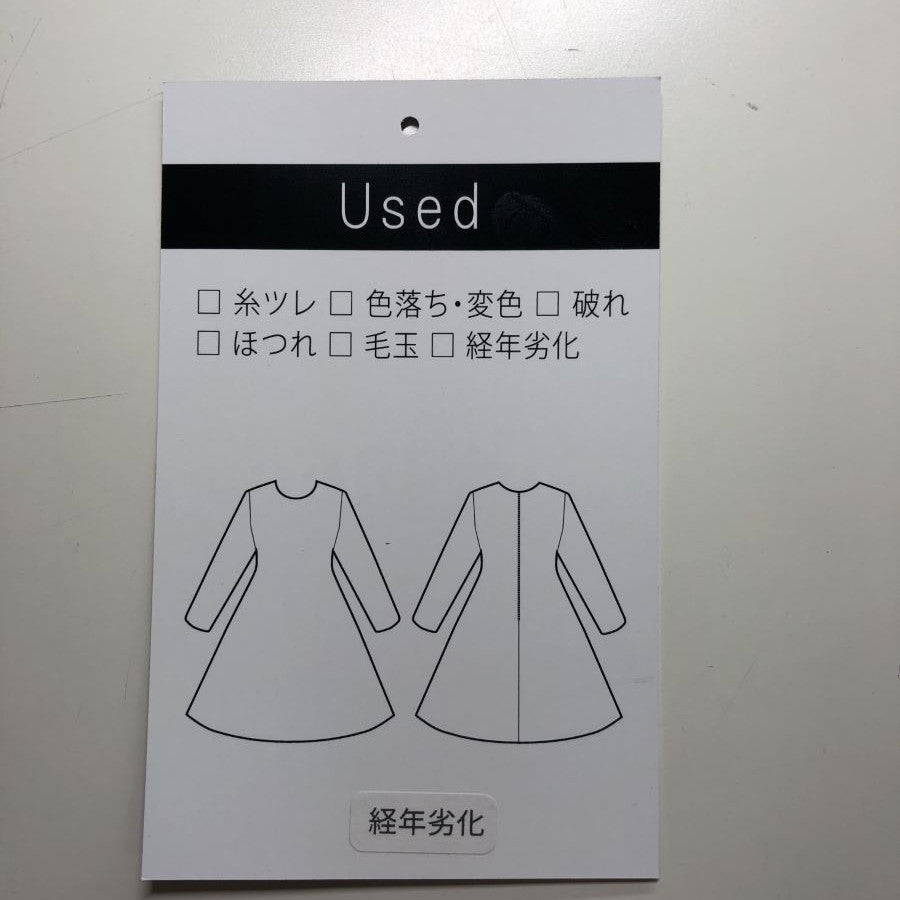 Used
□ 糸ツレ □ 色落ち・変色 □ 破れ
□ ほつれ □ 毛玉 □ 経年劣化
経年劣化